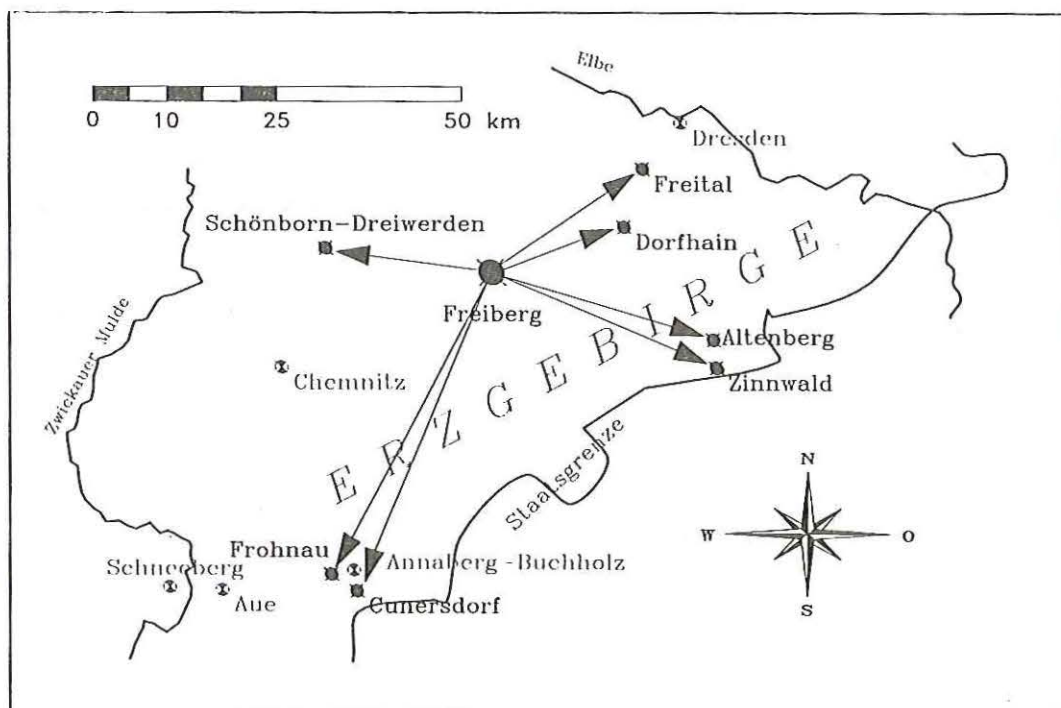 Elbe
0 10 25 50 km
Dresden
Freital
Schönborn-Dreiwerden
Dorfhain
Freiberg
Altenberg
Zinnwald
Zwickauer Mulde
Chemnitz
ERZGEBIRGE
Staatsgrenze
N
W
O
S
Frohnau
Annaberg-Buchholz
Schneeberg
Aue
Cunersdorf